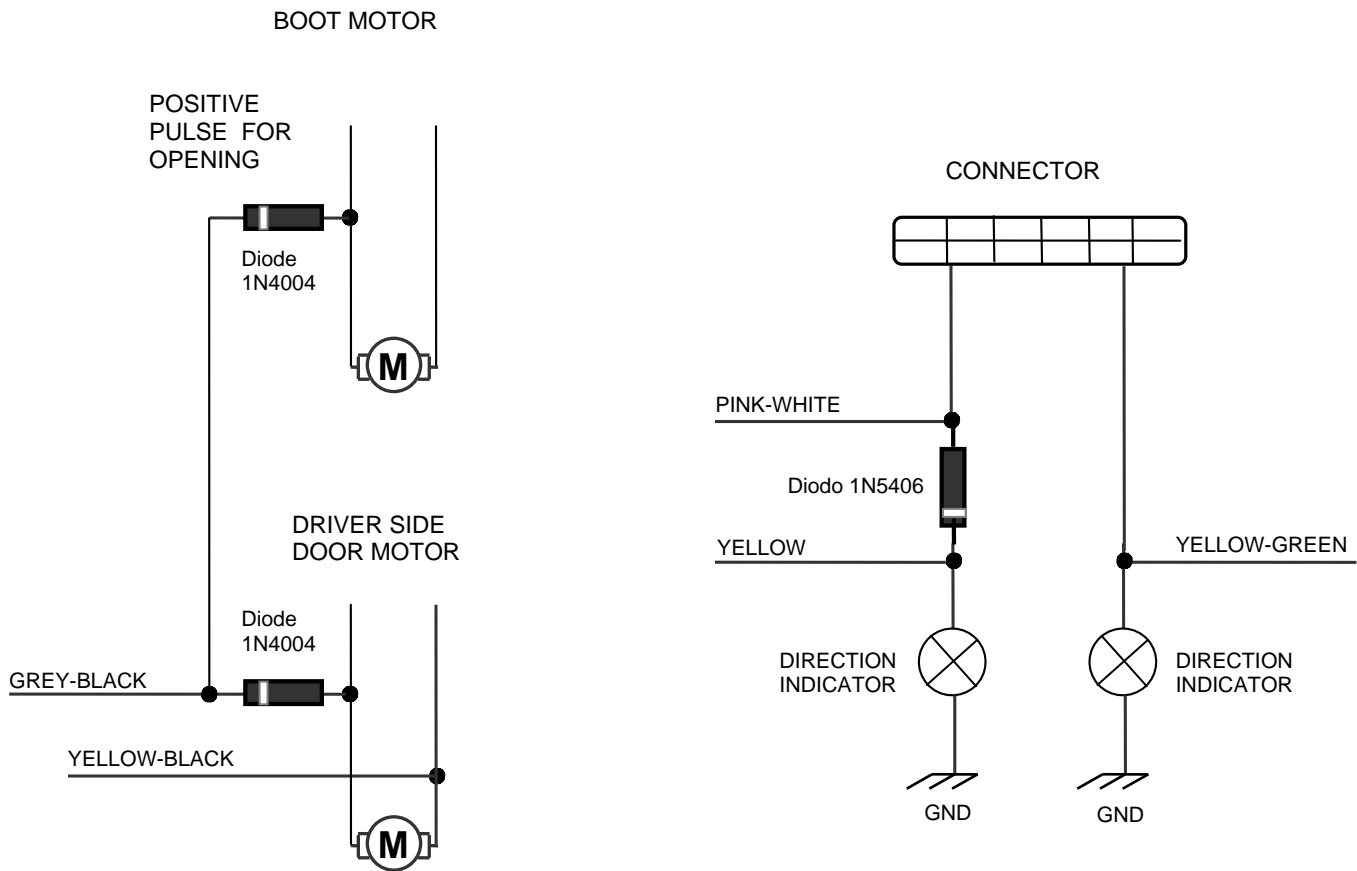 BOOT MOTOR
POSITIVE
PULSE FOR
OPENING
Diode
1N4004
M
DRIVER SIDE
DOOR MOTOR
Diode
1N4004
GREY-BLACK
YELLOW-BLACK
M
CONNECTOR
PINK-WHITE
Diodo 1N5406
YELLOW
YELLOW-GREEN
DIRECTION
INDICATOR
DIRECTION
INDICATOR
GND
GND